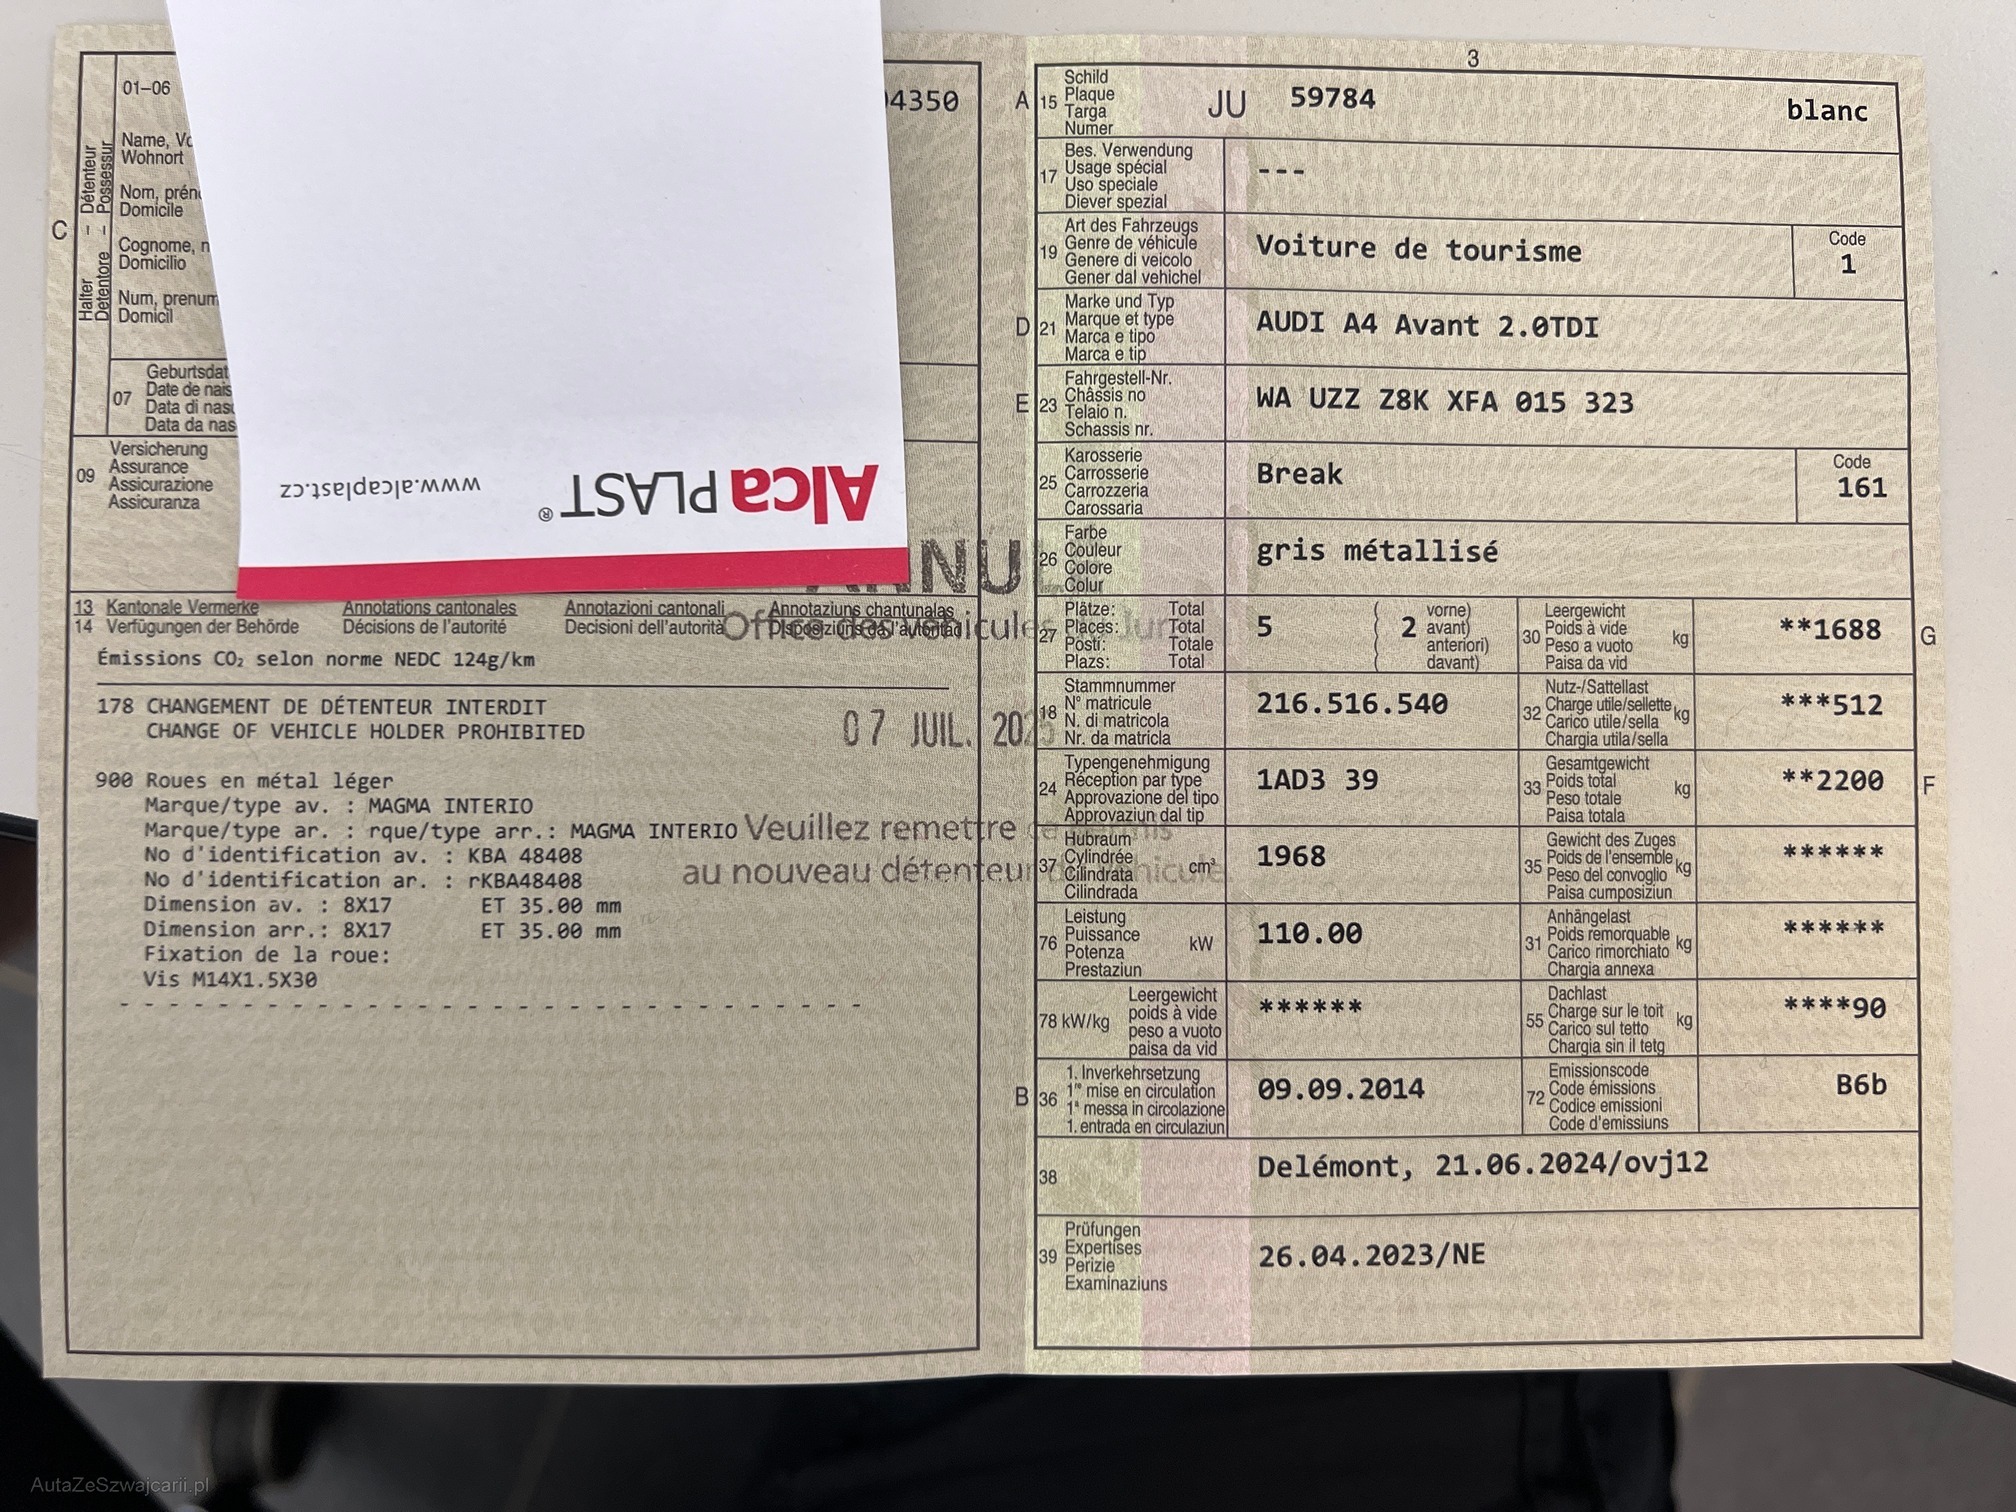 01–06
4350
Halter – Détenteur
Detentore – Possessur
Name,
Wohnort
Nom,
Domicile
Cognome,
Domicilio
Num, prenum
Domicil
C
07
Geburtsdat
Date de nais
Data di nasc
Data da nas
09
Versicherung
Assurance
Assicurazione
Assicuranza
www.alcaplast.cz
Alca PLAST®
ANNU
13 Kantonale Vermerke Annotations cantonales Annotazioni cantonali Annotaziuns chantunalas
14 Verfügungen der Behörde Décisions de l'autorité Decisioni dell'autorità Disposiziuns da l'autoritad
Office des véhicules
Émissions CO₂ selon norme NEDC 124g/km
178 CHANGEMENT DE DÉTENTEUR INTERDIT
CHANGE OF VEHICLE HOLDER PROHIBITED
07 JUIL. 202
900 Roues en métal léger
Marque/type av. : MAGMA INTERIO
Marque/type ar. : rque/type arr.: MAGMA INTERIO
Veuillez remettre ce permis
No d'identification av. : KBA 48408
au nouveau détenteur du véhicule.
No d'identification ar. : rKBA48408
Dimension av. : 8X17 ET 35.00 mm
Dimension arr.: 8X17 ET 35.00 mm
Fixation de la roue:
Vis M14X1.5X30
3
A 15 Schild
Plaque
Targa
Numer
JU 59784 blanc
17 Bes. Verwendung
Usage spécial
Uso speciale
Diever spezial
---
19 Art des Fahrzeugs
Genre de véhicule
Genere di veicolo
Gener dal vehichel
Voiture de tourisme
Code
1
D 21 Marke und Typ
Marque et type
Marca e tipo
Marca e tip
AUDI A4 Avant 2.0TDI
E 23 Fahrgestell-Nr.
Châssis no
Telaio n.
Schassis nr.
WA UZZ Z8K XFA 015 323
25 Karosserie
Carrosserie
Carrozzeria
Carossaria
Break
Code
161
26 Farbe
Couleur
Colore
Colur
gris métallisé
27 Plätze: Total
Places: Total
Posti: Totale
Plazs: Total
5 ( 2 vorne)
avant)
anteriori)
davant)
30 Leergewicht
Poids à vide
Peso a vuoto
Paisa da vid
kg
**1688
G
18 Stammnummer
N° matricule
N. di matricola
Nr. da matricla
216.516.540
32 Nutz-/Sattellast
Charge utile/sellette
Carico utile/sella
Chargia utila/sella
kg
***512
24 Typengenehmigung
Réception par type
Approvazione del tipo
Approvaziun dal tip
1AD3 39
33 Gesamtgewicht
Poids total
Peso totale
Paisa totala
kg
**2200
F
37 Hubraum
Cylindrée
Cilindrata
Cilindrada
cm³
1968
35 Gewicht des Zuges
Poids de l'ensemble
Peso del convoglio
Paisa cumposiziun
kg
******
76 Leistung
Puissance
Potenza
Prestaziun
kW
110.00
31 Anhängelast
Poids remorquable
Carico rimorchiato
Chargia annexa
kg
******
78 kW/kg Leergewicht
poids à vide
peso a vuoto
paisa da vid
******
55 Dachlast
Charge sur le toit
Carico sul tetto
Chargia sin il tetg
kg
****90
B 36 1. Inverkehrsetzung
1re mise en circulation
1a messa in circolazione
1. entrada en circulaziun
09.09.2014
72 Emissionscode
Code émissions
Codice emissioni
Code d'emissiuns
B6b
38 Delémont, 21.06.2024/ovj12
39 Prüfungen
Expertises
Perizie
Examinaziuns
26.04.2023/NE
AutaZeSzwajcarii.pl